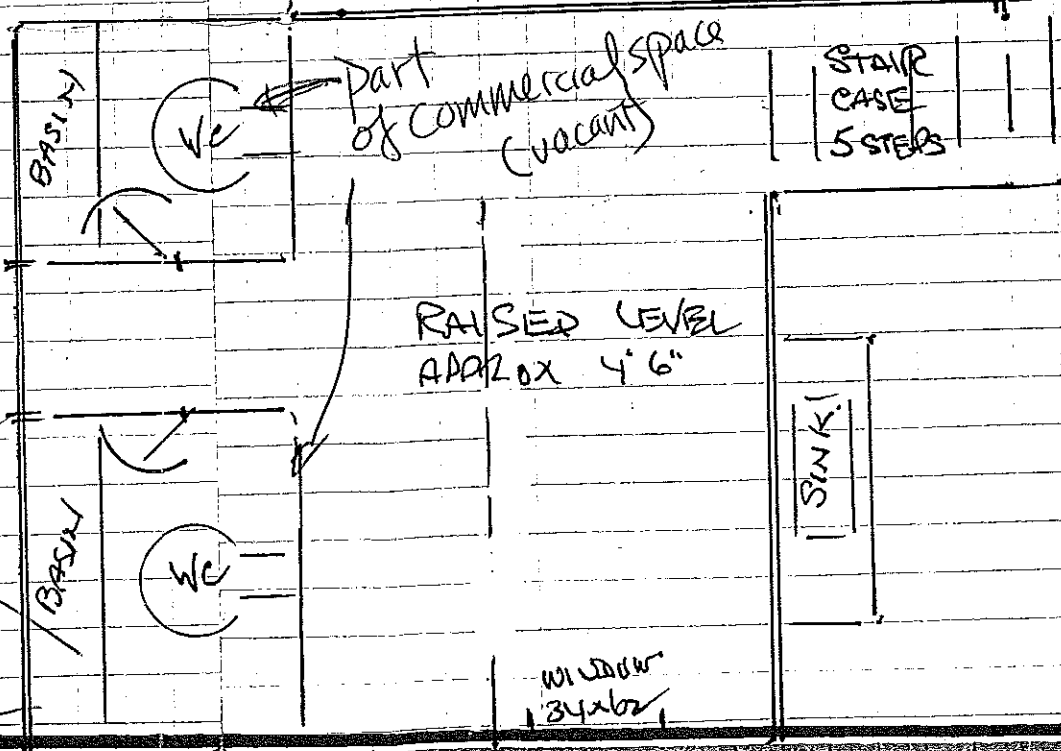 BASIN
WC
part
of commercial space
(vacant)
STAIR
CASE
5 STEPS
RAISED LEVEL
APPROX 4' 6"
SINK
BASIN
WC
WINDOW
34x62